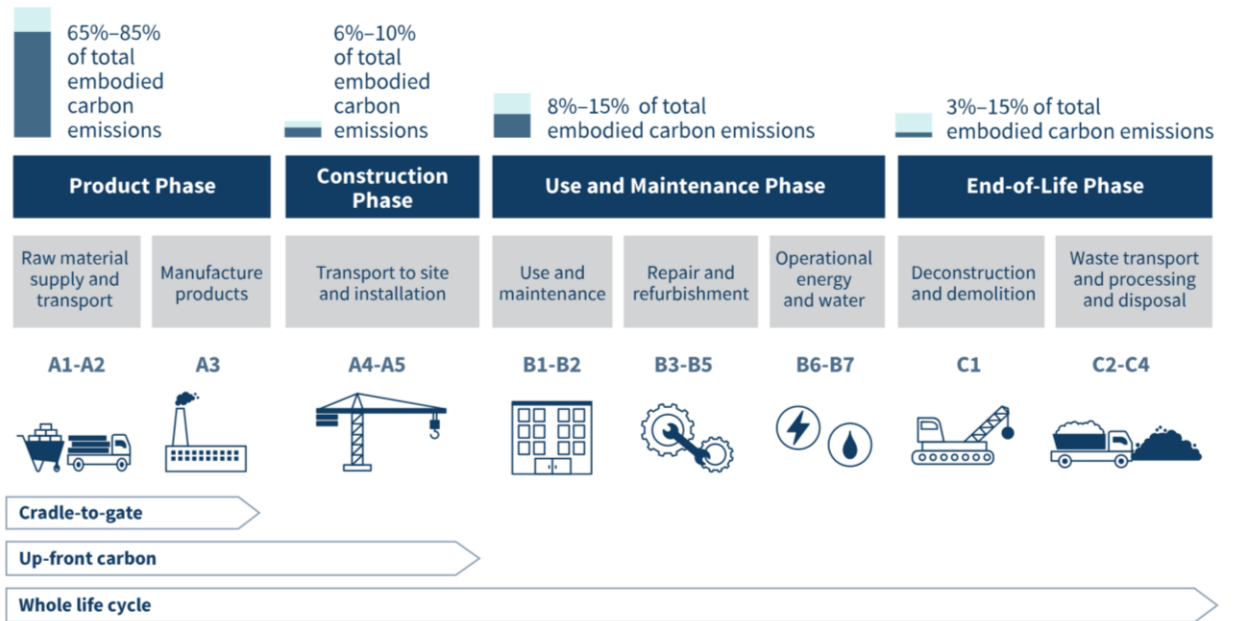 65%–85%
of total
embodied
carbon
emissions
6%–10%
of total
embodied
carbon
emissions
8%–15% of total
embodied carbon emissions
3%–15% of total
embodied carbon emissions
Product Phase
Construction
Phase
Use and Maintenance Phase
End-of-Life Phase
Raw material
supply and
transport
Manufacture
products
Transport to site
and installation
Use and
maintenance
Repair and
refurbishment
Operational
energy
and water
Deconstruction
and demolition
Waste transport
and processing
and disposal
A1-A2
A3
A4-A5
B1-B2
B3-B5
B6-B7
C1
C2-C4
Cradle-to-gate
Up-front carbon
Whole life cycle